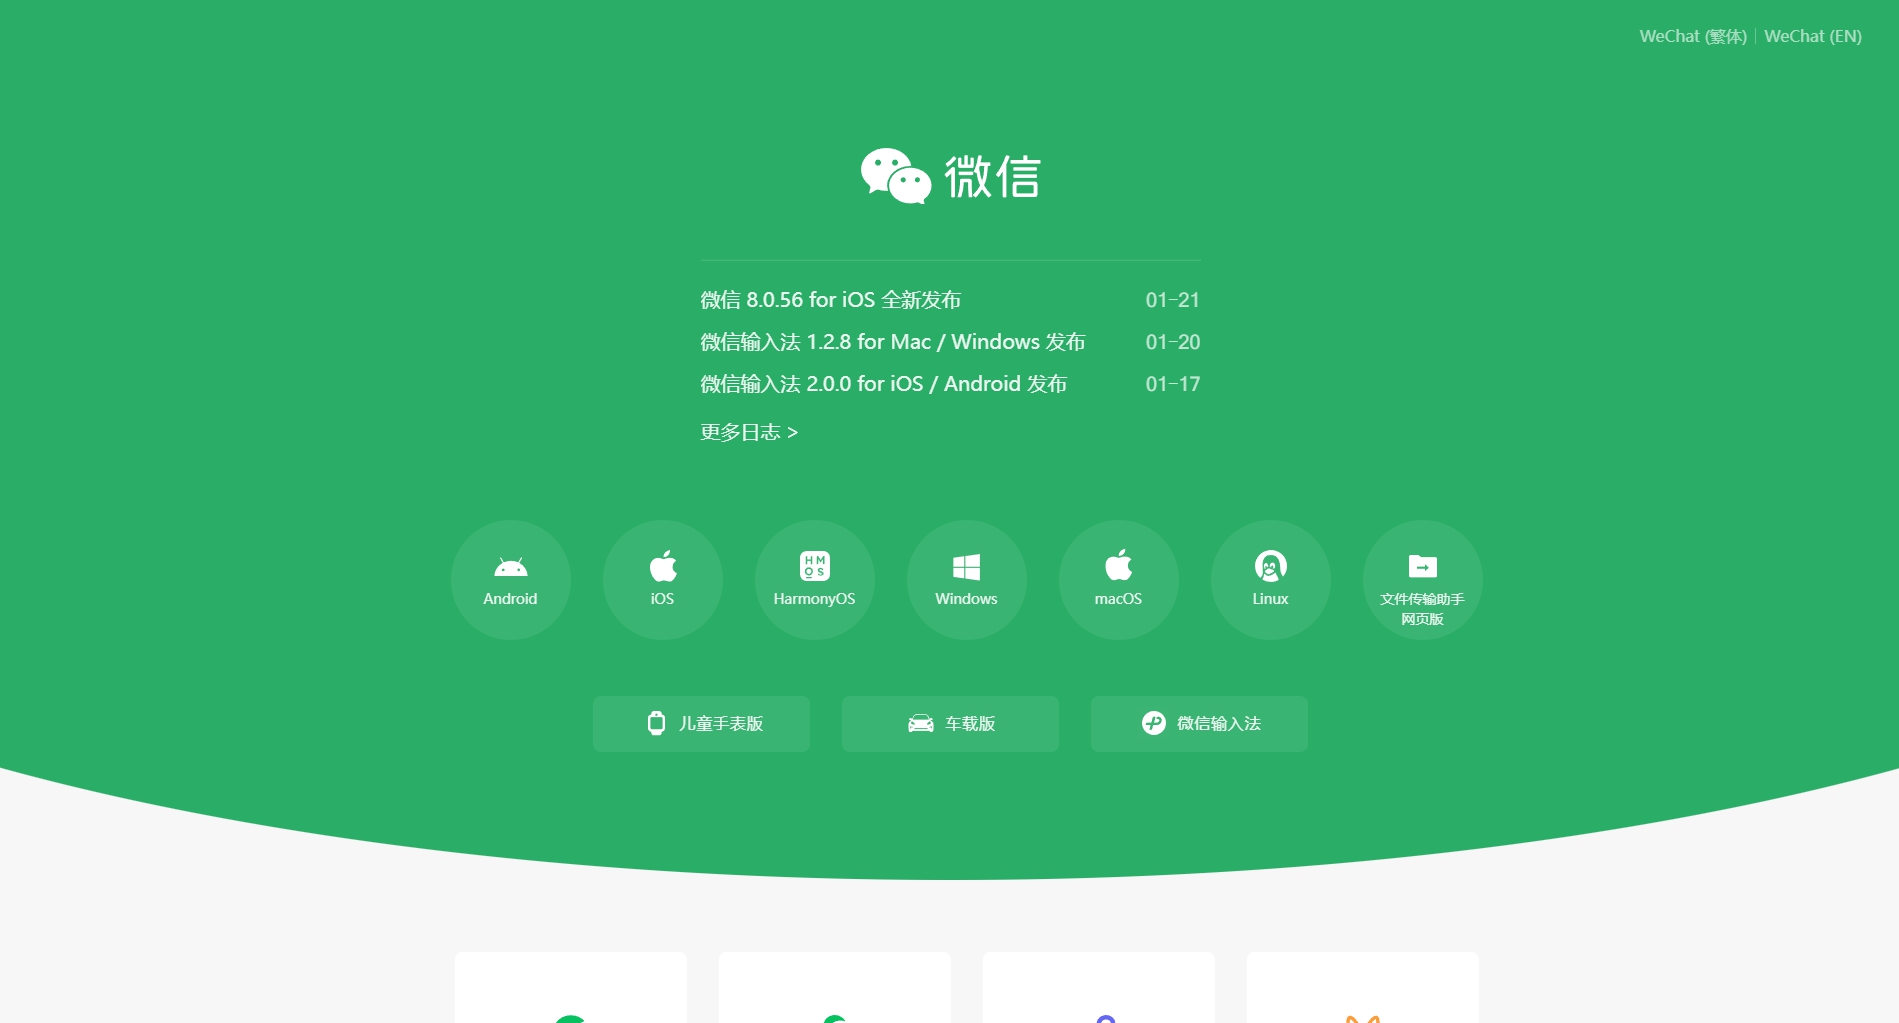 WeChat (繁体) | WeChat (EN)
微信
微信 8.0.56 for iOS 全新发布 01-21
微信输入法 1.2.8 for Mac / Windows 发布 01-20
微信输入法 2.0.0 for iOS / Android 发布 01-17
更多日志 >
HM
OS
Android iOS HarmonyOS Windows macOS Linux 文件传输助手
网页版
儿童手表版 车载版 微信输入法